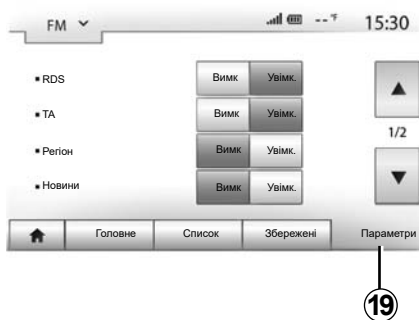 FM -- °F 15:30
RDS Вимк Увімк.
TA Вимк Увімк.
1/2
Регіон Вимк Увімк.
Новини Вимк Увімк.
Головне Список Збережені Параметри
19